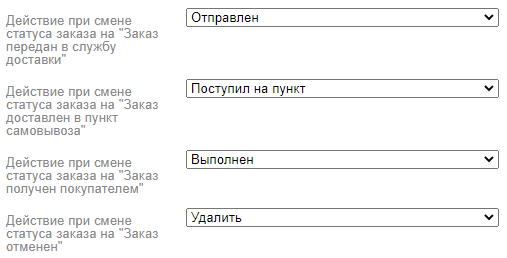 Действие при смене
статуса заказа на "Заказ
передан в службу
доставки"
Отправлен
Действие при смене
статуса заказа на "Заказ
доставлен в пункт
самовывоза"
Поступил на пункт
Действие при смене
статуса заказа на "Заказ
получен покупателем"
Выполнен
Действие при смене
статуса заказа на "Заказ
отменен"
Удалить